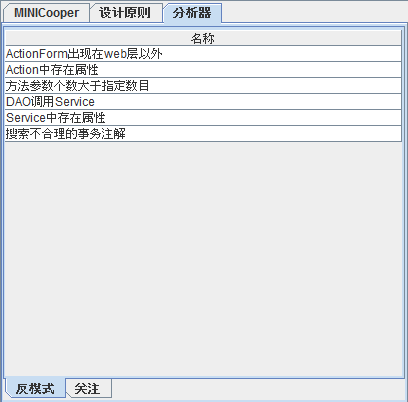 MINICooper 设计原则 分析器
名称
ActionForm出现在web层以外
Action中存在属性
方法参数个数大于指定数目
DAO调用Service
Service中存在属性
搜索不合理的事务注解
反模式 关注